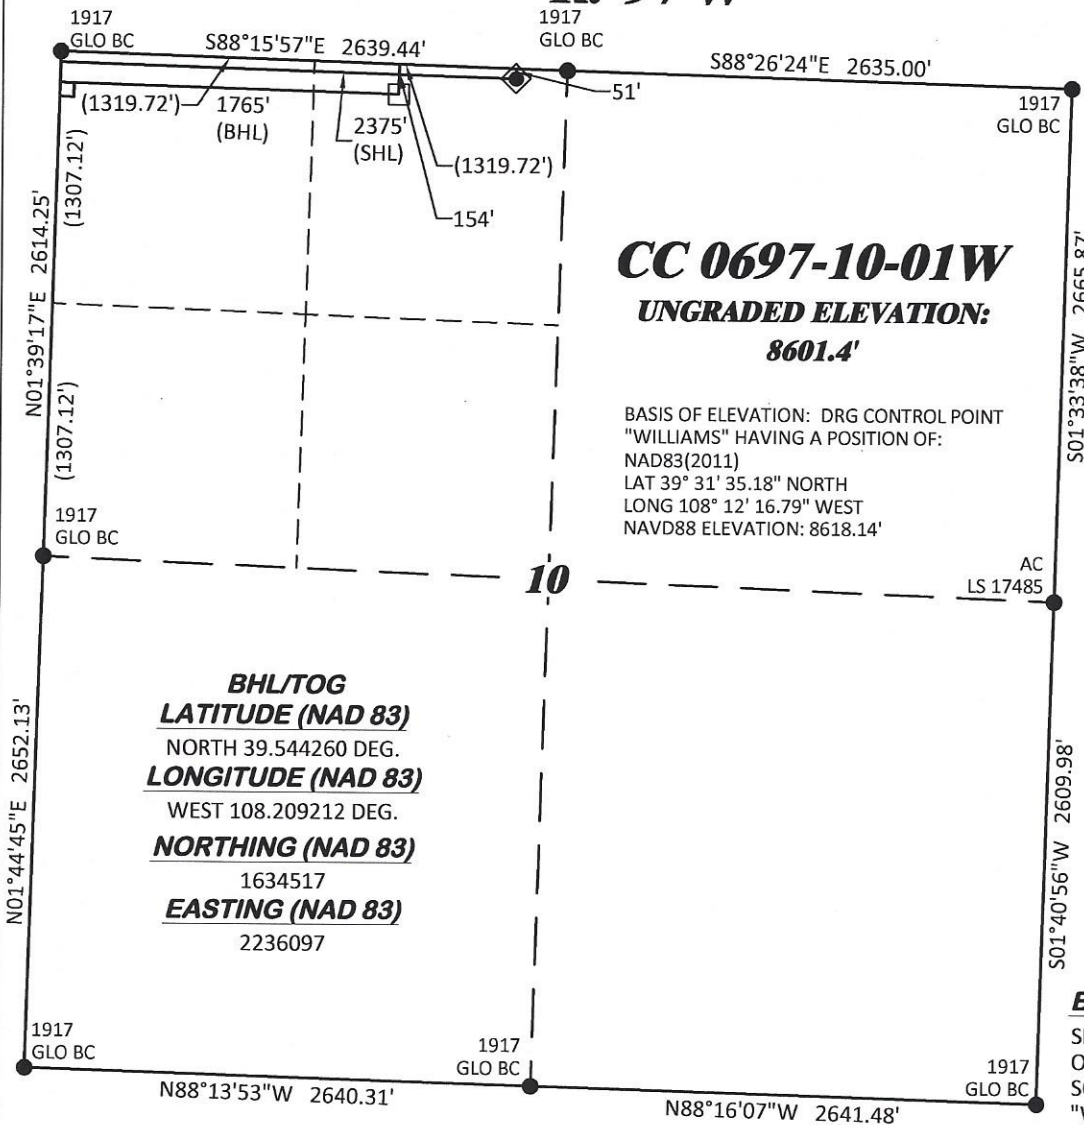 1917
GLO BC
S88°15'57"E 2639.44'
1917
GLO BC
S88°26'24"E 2635.00'
1917
GLO BC
51'
(1319.72')
1765'
(BHL)
2375'
(SHL)
(1319.72')
154'
(1307.12')
N01°39'17"E 2614.25'
(1307.12')
CC 0697-10-01W
UNGRADED ELEVATION:
8601.4'
S01°33'38"W 2665.87'
BASIS OF ELEVATION: DRG CONTROL POINT
"WILLIAMS" HAVING A POSITION OF:
NAD83(2011)
LAT 39° 31' 35.18" NORTH
LONG 108° 12' 16.79" WEST
NAVD88 ELEVATION: 8618.14'
1917
GLO BC
10
AC
LS 17485
BHL/TOG
LATITUDE (NAD 83)
NORTH 39.544260 DEG.
LONGITUDE (NAD 83)
WEST 108.209212 DEG.
NORTHING (NAD 83)
1634517
EASTING (NAD 83)
2236097
N01°44'45"E 2652.13'
S01°40'56"W 2609.98'
1917
GLO BC
1917
GLO BC
1917
GLO BC
N88°13'53"W 2640.31'
N88°16'07"W 2641.48'